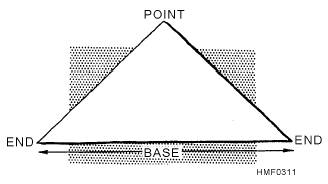 POINT
END END
BASE
HMF0311